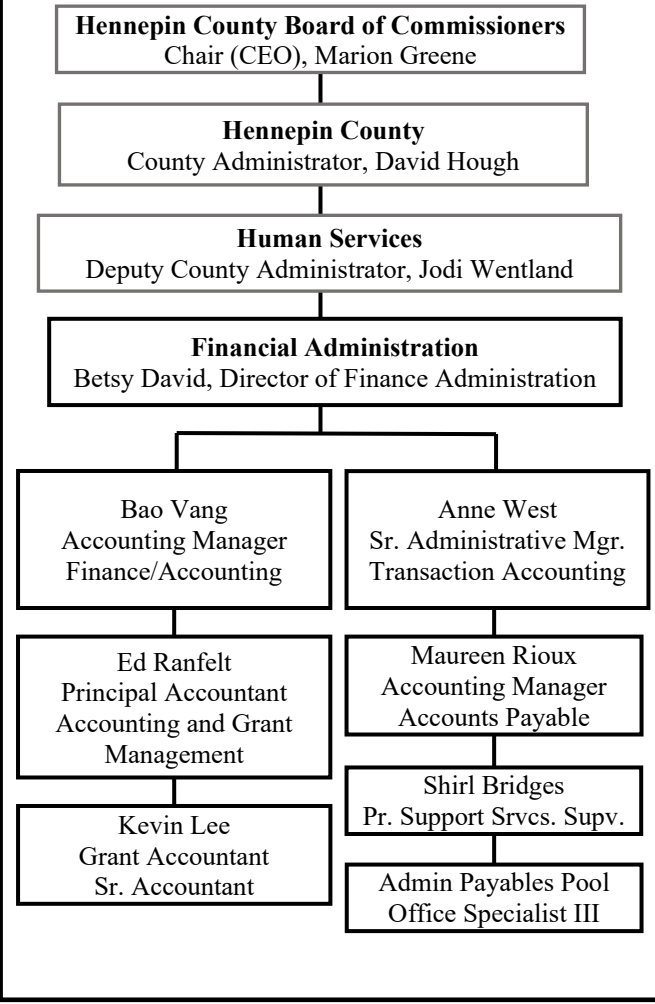 Hennepin County Board of Commissioners
Chair (CEO), Marion Greene
Hennepin County
County Administrator, David Hough
Human Services
Deputy County Administrator, Jodi Wentland
Financial Administration
Betsy David, Director of Finance Administration
Bao Vang
Accounting Manager
Finance/Accounting
Ed Ranfelt
Principal Accountant
Accounting and Grant
Management
Kevin Lee
Grant Accountant
Sr. Accountant
Anne West
Sr. Administrative Mgr.
Transaction Accounting
Maureen Rioux
Accounting Manager
Accounts Payable
Shirl Bridges
Pr. Support Srvcs. Supv.
Admin Payables Pool
Office Specialist III